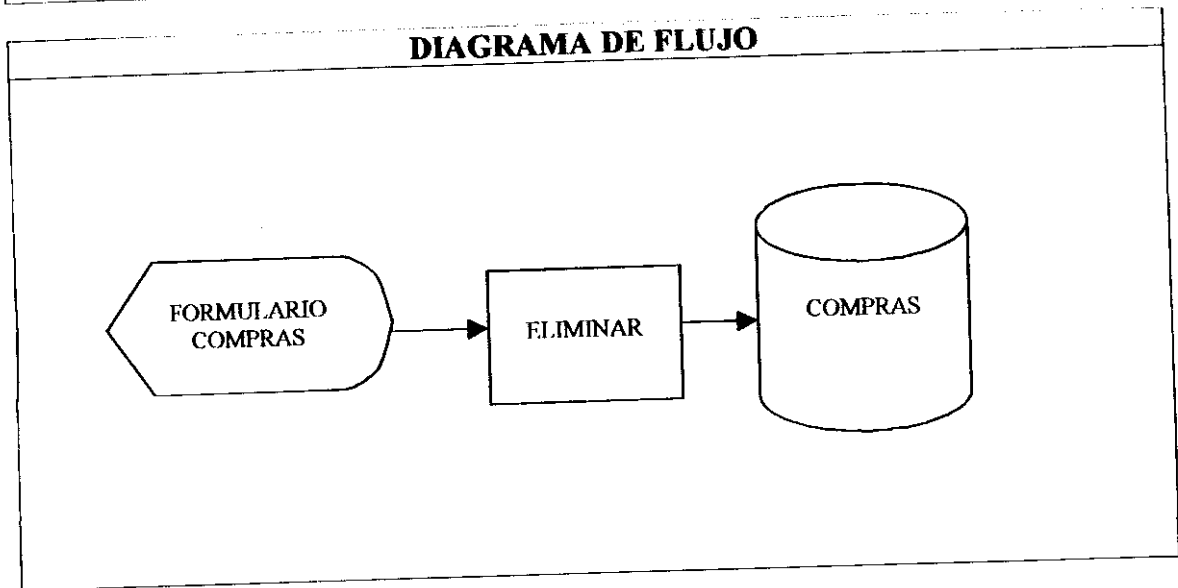 DIAGRAMA DE FLUJO
FORMULARIO
COMPRAS
ELIMINAR
COMPRAS